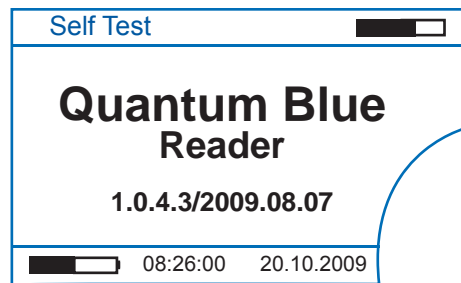 Self Test
Quantum Blue
Reader
1.0.4.3/2009.08.07
08:26:00 20.10.2009